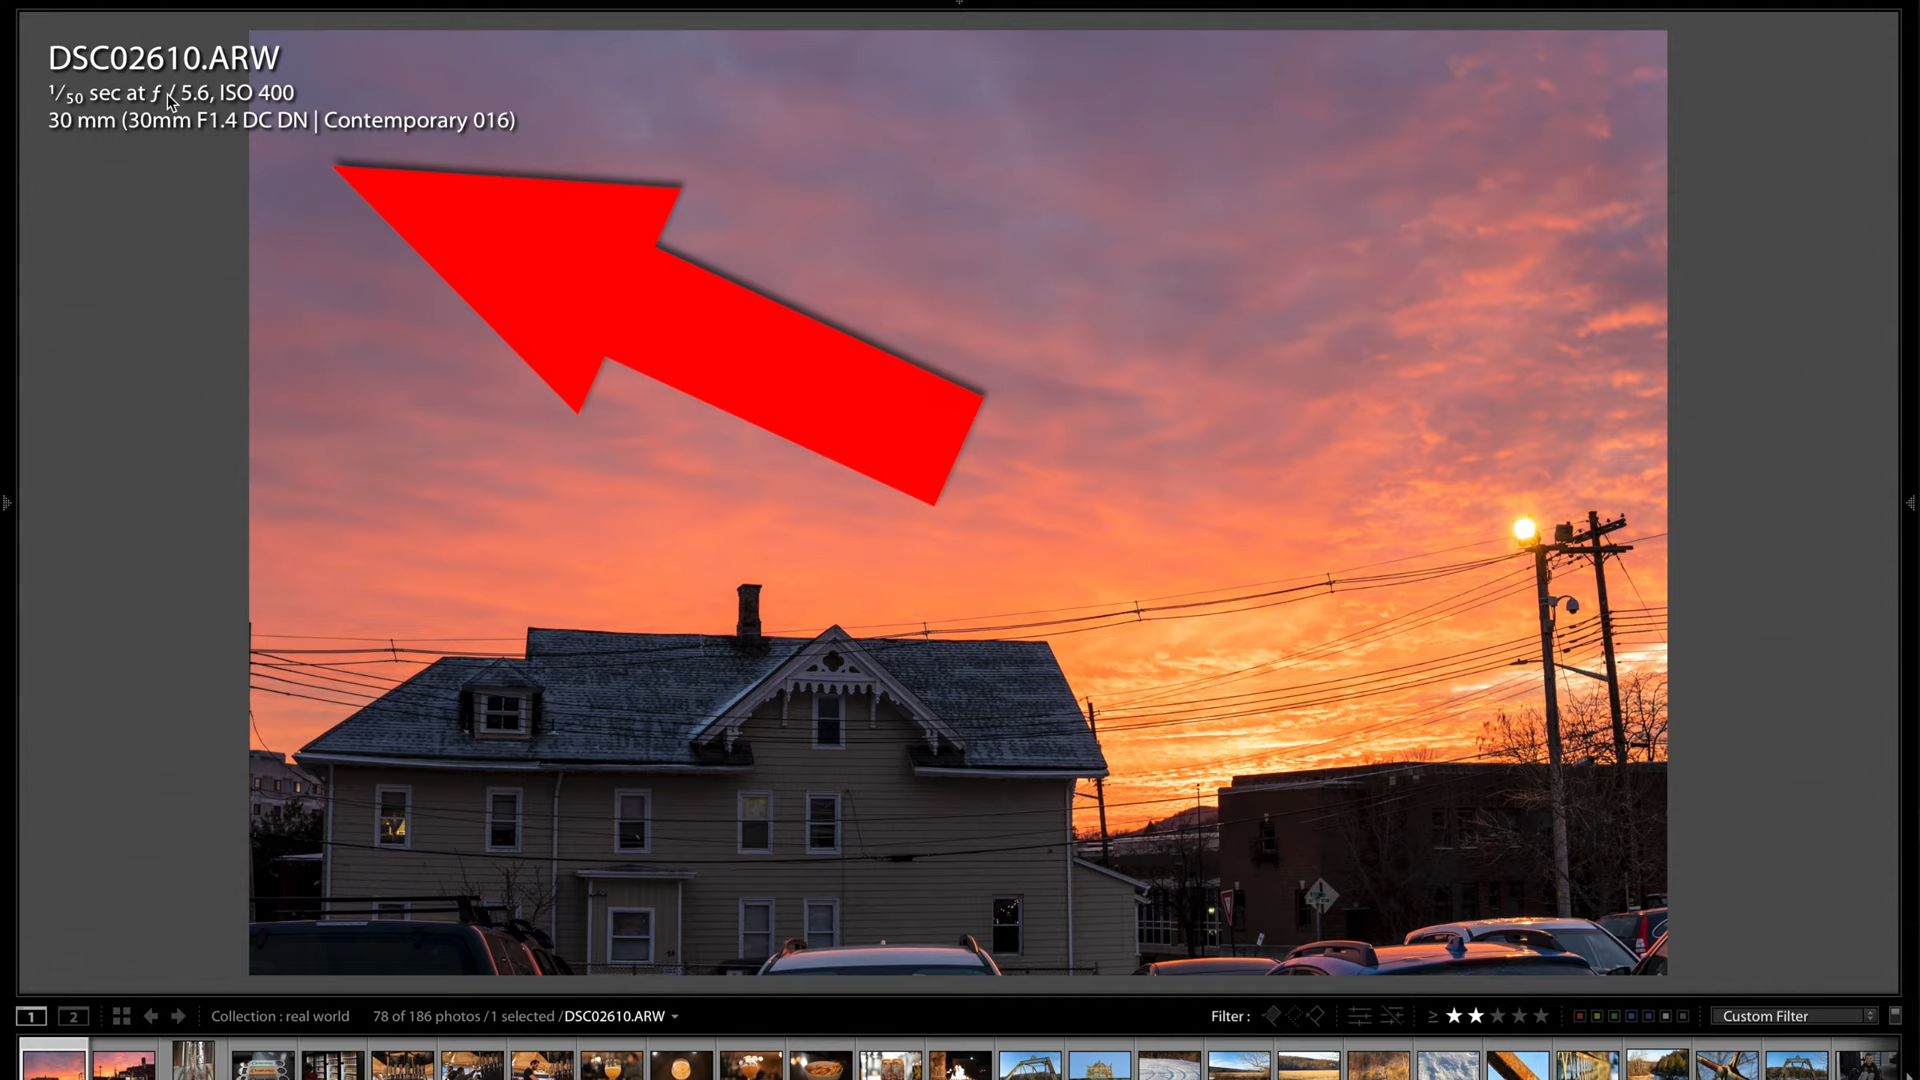 DSC02610.ARW
1/50 sec at ƒ / 5.6, ISO 400
30 mm (30mm F1.4 DC DN | Contemporary 016)
1 2 Collection : real world 78 of 186 photos / 1 selected / DSC02610.ARW Filter : ≥ ★★★★★ Custom Filter